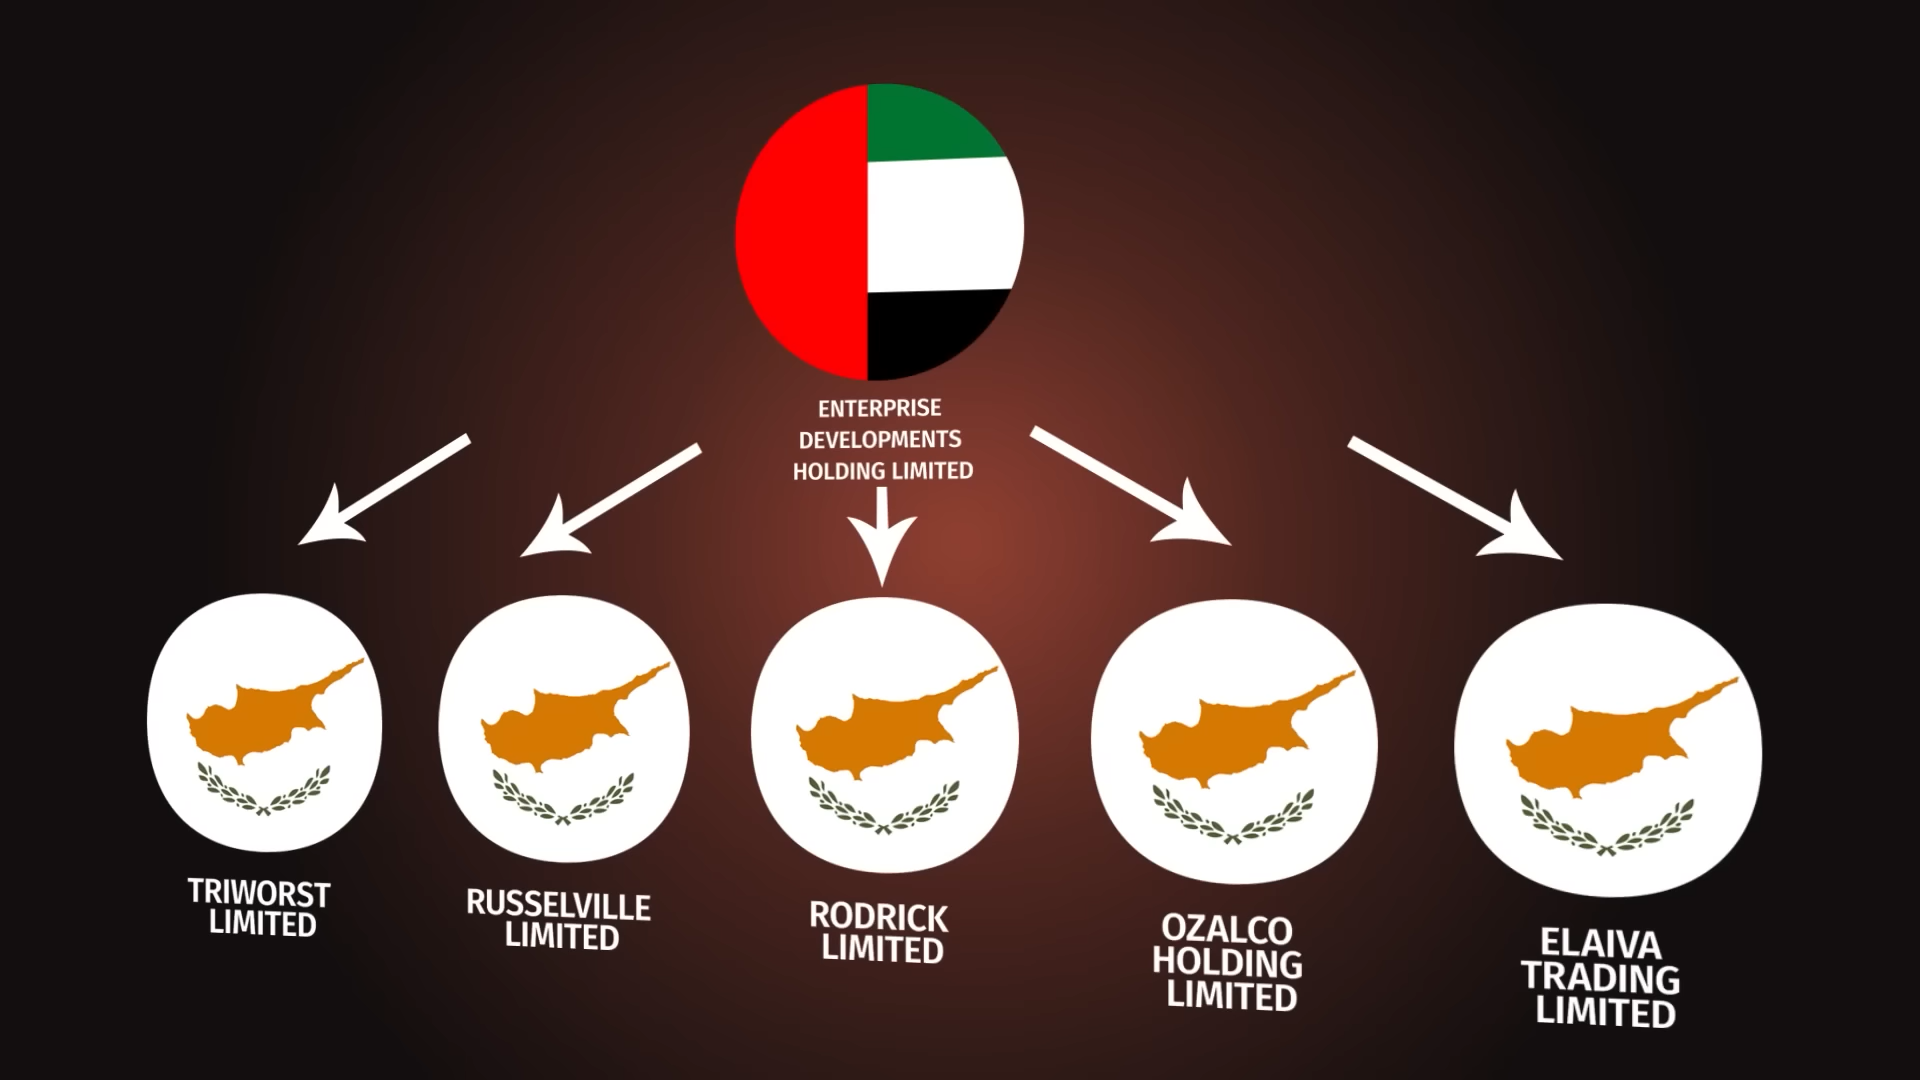 ENTERPRISE
DEVELOPMENTS
HOLDING LIMITED
TRIWORST
LIMITED
RUSSELVILLE
LIMITED
RODRICK
LIMITED
OZALCO
HOLDING
LIMITED
ELAIVA
TRADING
LIMITED